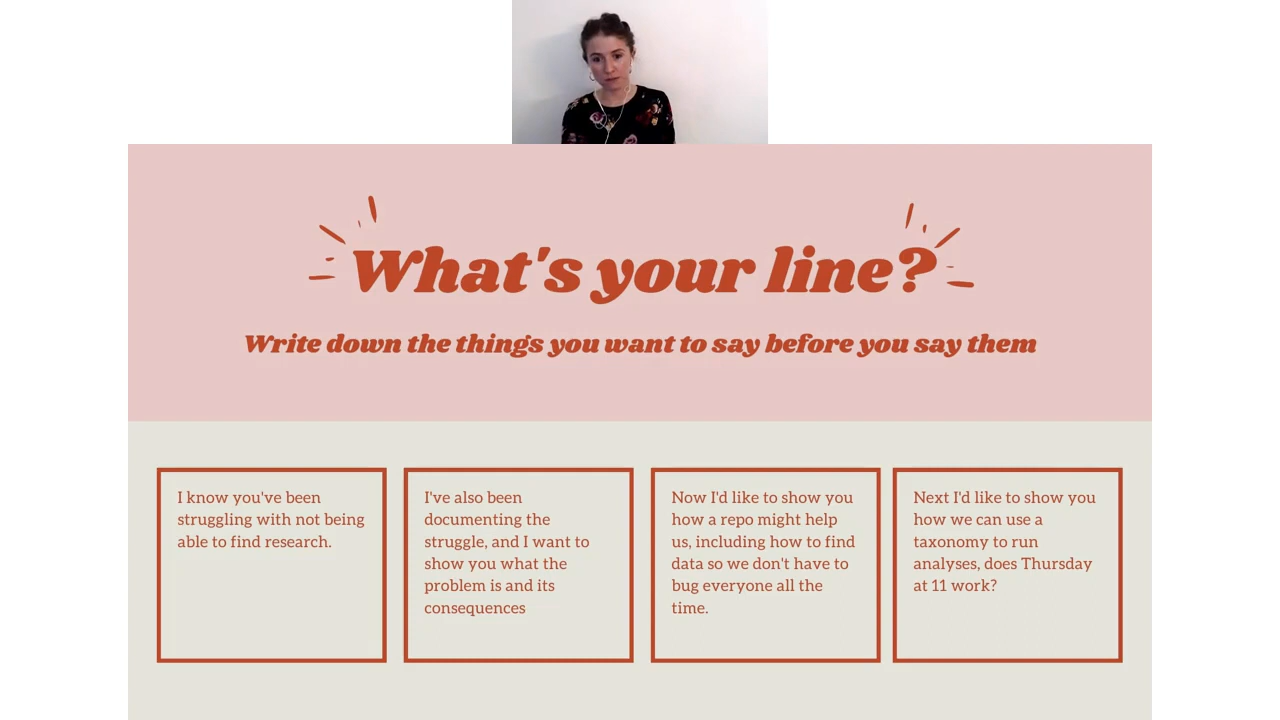 What's your line?
Write down the things you want to say before you say them
I know you've been
struggling with not being
able to find research.
I've also been
documenting the
struggle, and I want to
show you what the
problem is and its
consequences
Now I'd like to show you
how a repo might help
us, including how to find
data so we don't have to
bug everyone all the
time.
Next I'd like to show you
how we can use a
taxonomy to run
analyses, does Thursday
at 11 work?